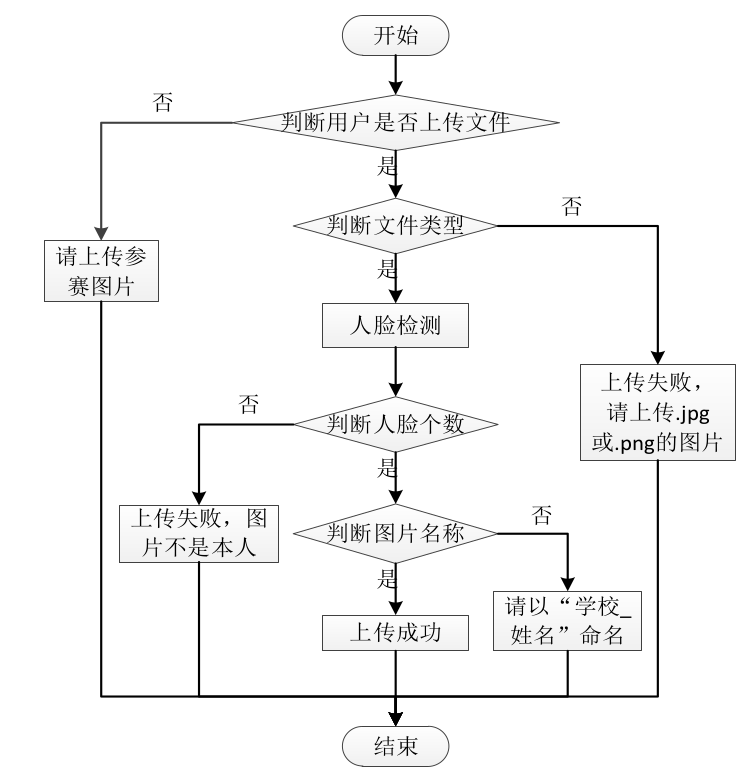 开始
否
判断用户是否上传文件
是
否
判断文件类型
请上传参
赛图片
是
人脸检测
上传失败，
请上传.jpg
或.png的图片
否
判断人脸个数
是
上传失败，图
片不是本人
否
判断图片名称
是
请以“学校_
姓名”命名
上传成功
结束